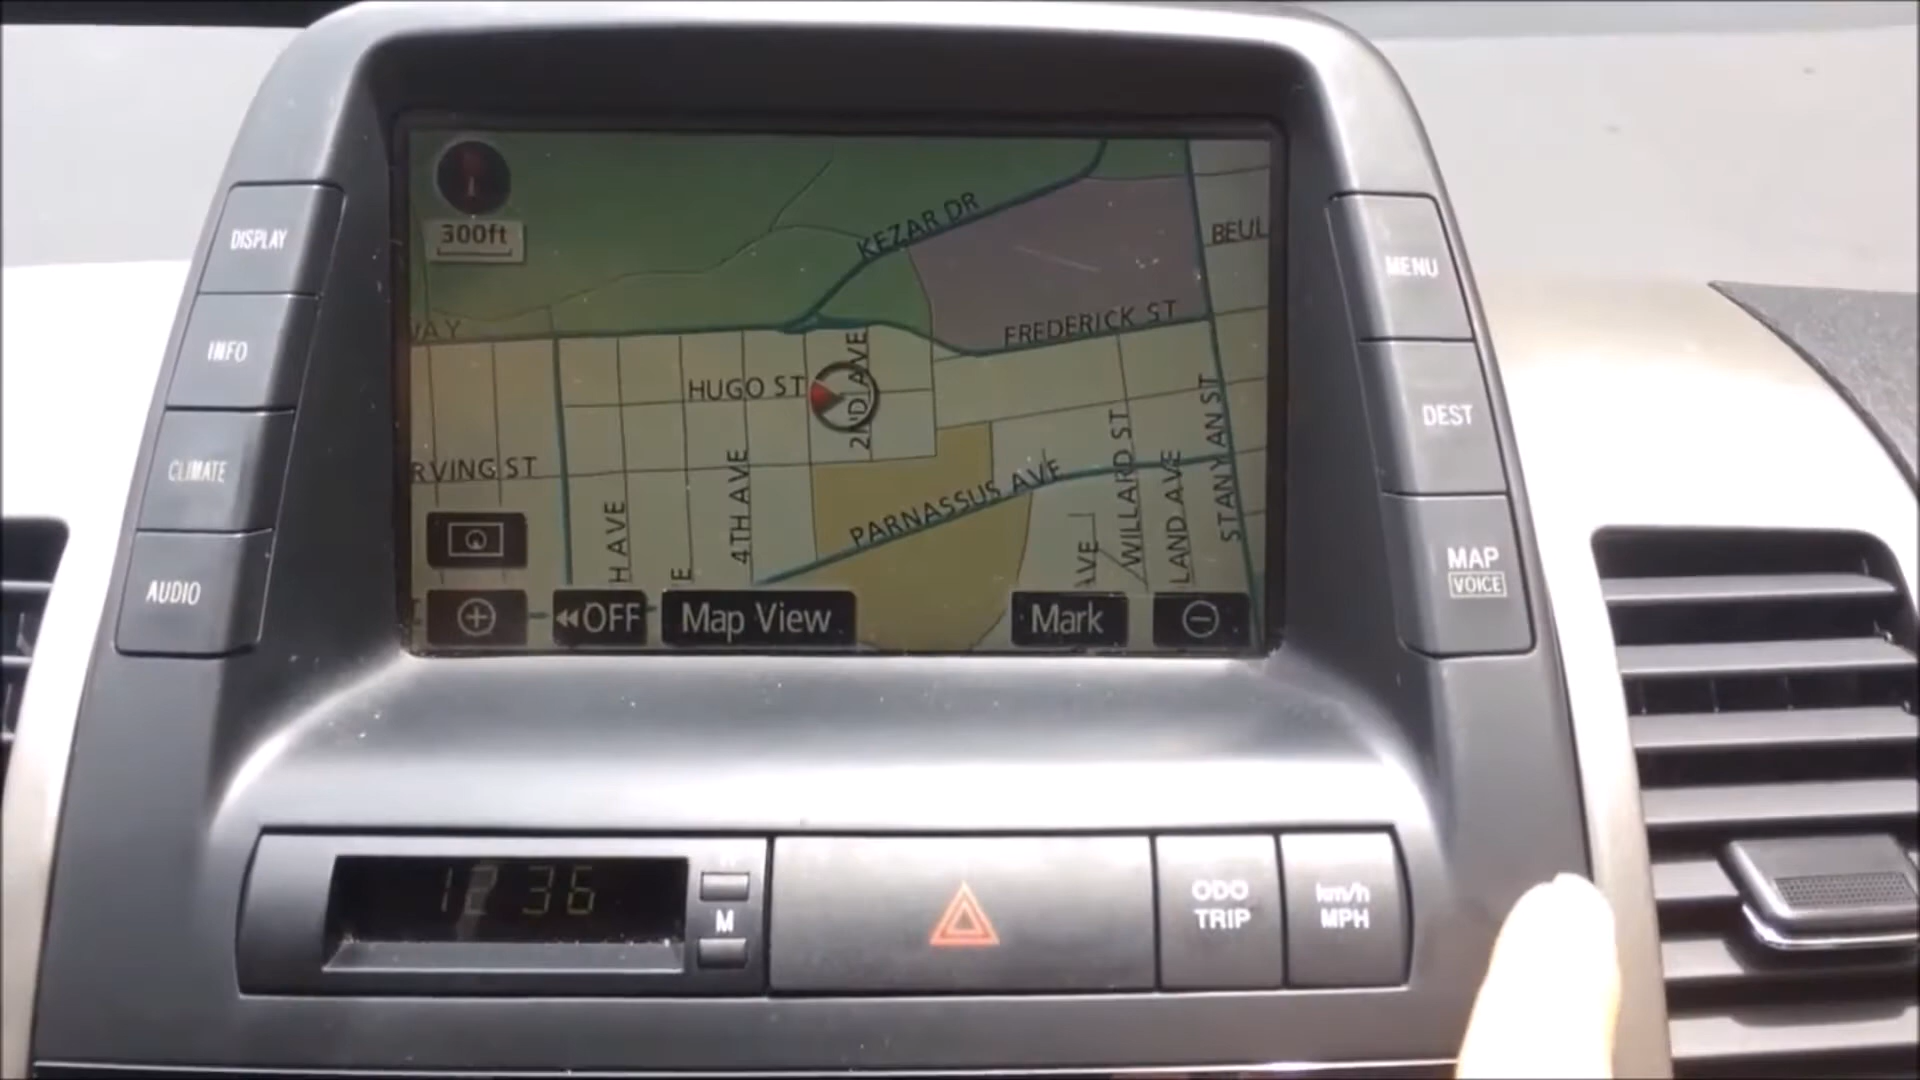 DISPLAY
INFO
CLIMATE
AUDIO
300ft
KEZAR DR
BEUL
WAY
FREDERICK ST
HUGO ST
2ND AVE
RVING ST
4TH AVE
H AVE
E
PARNASSUS AVE
AVE
WILLARD ST
LAND AVE
STANYAN ST
OFF
Map View
Mark
MENU
DEST
MAP
VOICE
12 36
M
ODO
TRIP
km/h
MPH